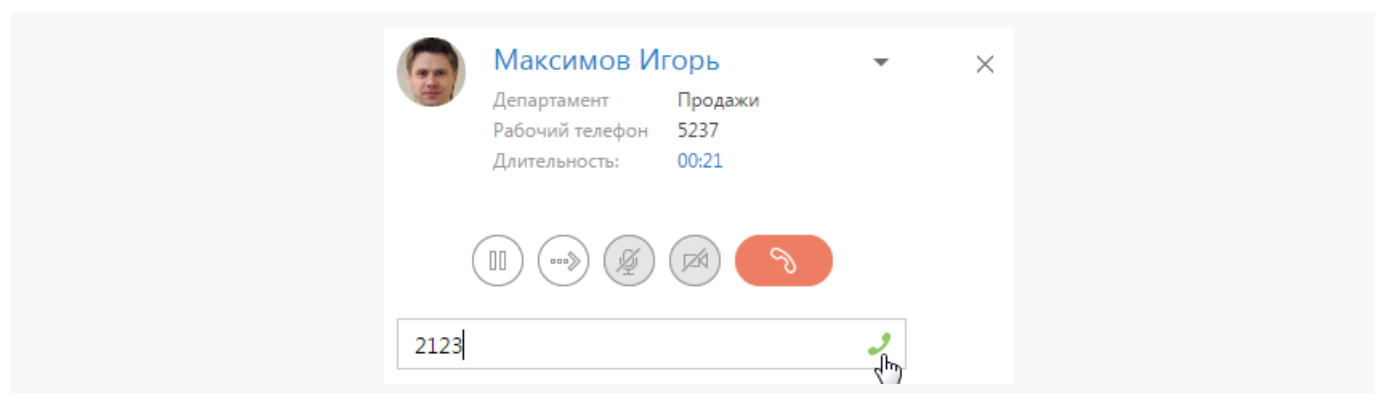 Максимов Игорь
Департамент Продажи
Рабочий телефон 5237
Длительность: 00:21
2123